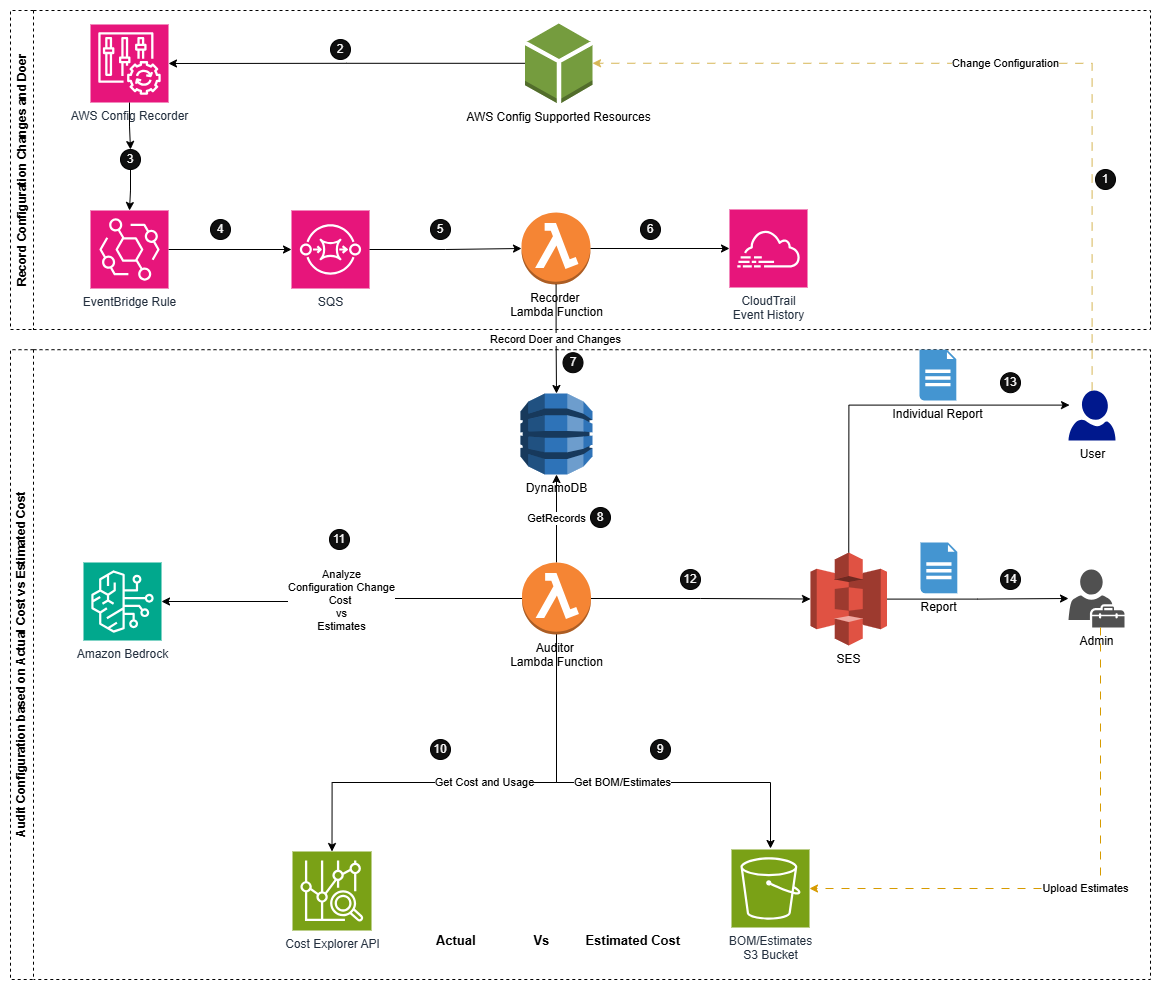 Record Configuration Changes and Doer
2
Change Configuration
AWS Config Recorder
AWS Config Supported Resources
3
1
4
5
6
EventBridge Rule
SQS
Recorder
Lambda Function
CloudTrail
Event History
Record Doer and Changes
7
Audit Configuration based on Actual Cost vs Estimated Cost
13
Individual Report
User
DynamoDB
GetRecords
8
11
Analyze
Configuration Change
Cost
vs
Estimates
12
14
Report
Amazon Bedrock
Auditor
Lambda Function
SES
Admin
10
9
Get Cost and Usage
Get BOM/Estimates
Upload Estimates
Cost Explorer API
Actual
Vs
Estimated Cost
BOM/Estimates
S3 Bucket